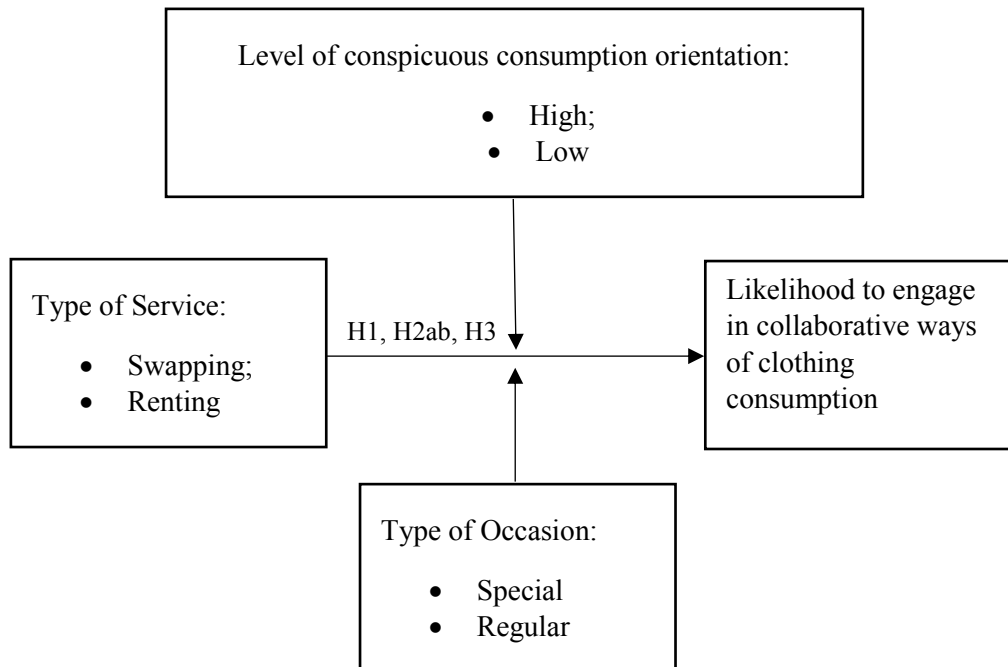 Level of conspicuous consumption orientation:
• High;
• Low
Type of Service:
• Swapping;
• Renting
H1, H2ab, H3
Likelihood to engage
in collaborative ways
of clothing
consumption
Type of Occasion:
• Special
• Regular